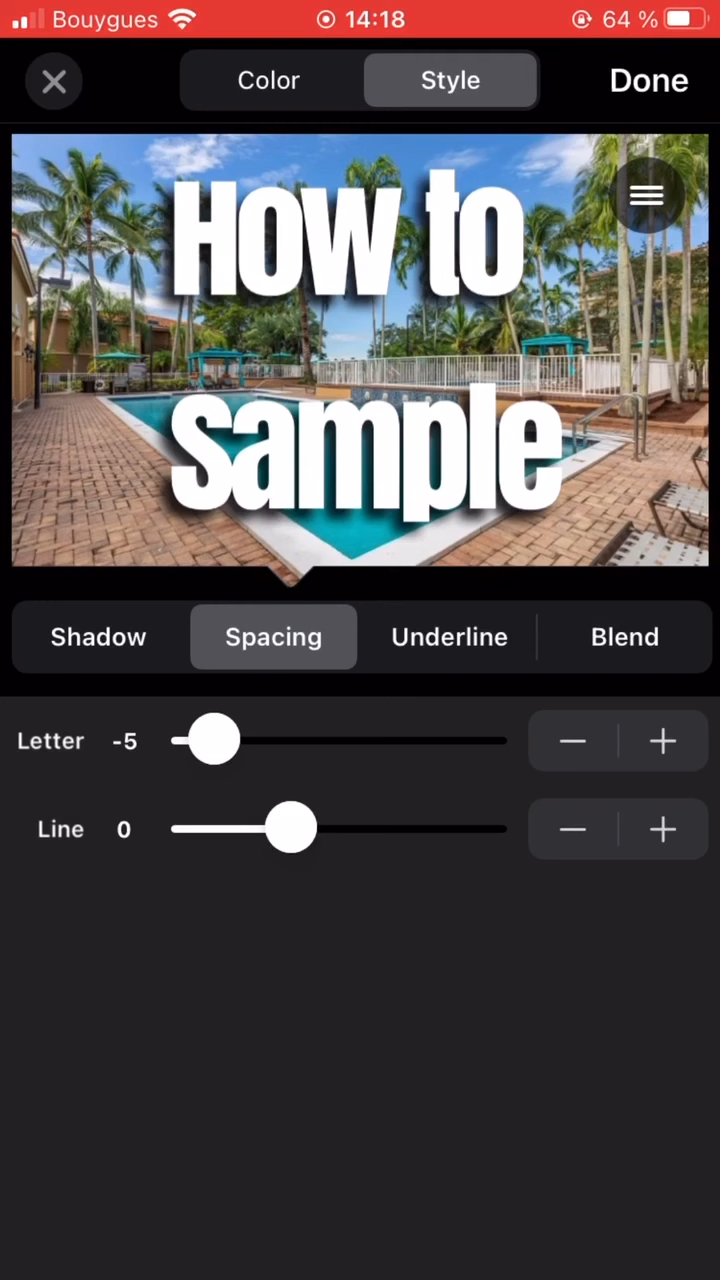 Bouygues 14:18 64 %
Color Style Done
How to
sample
Shadow Spacing Underline Blend
Letter -5
Line 0